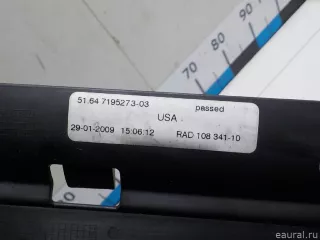 70 80 90
51.64 7195273-03 passed
USA
29-01-2009 15:06:12 RAD 108 341-10
eaural.ru